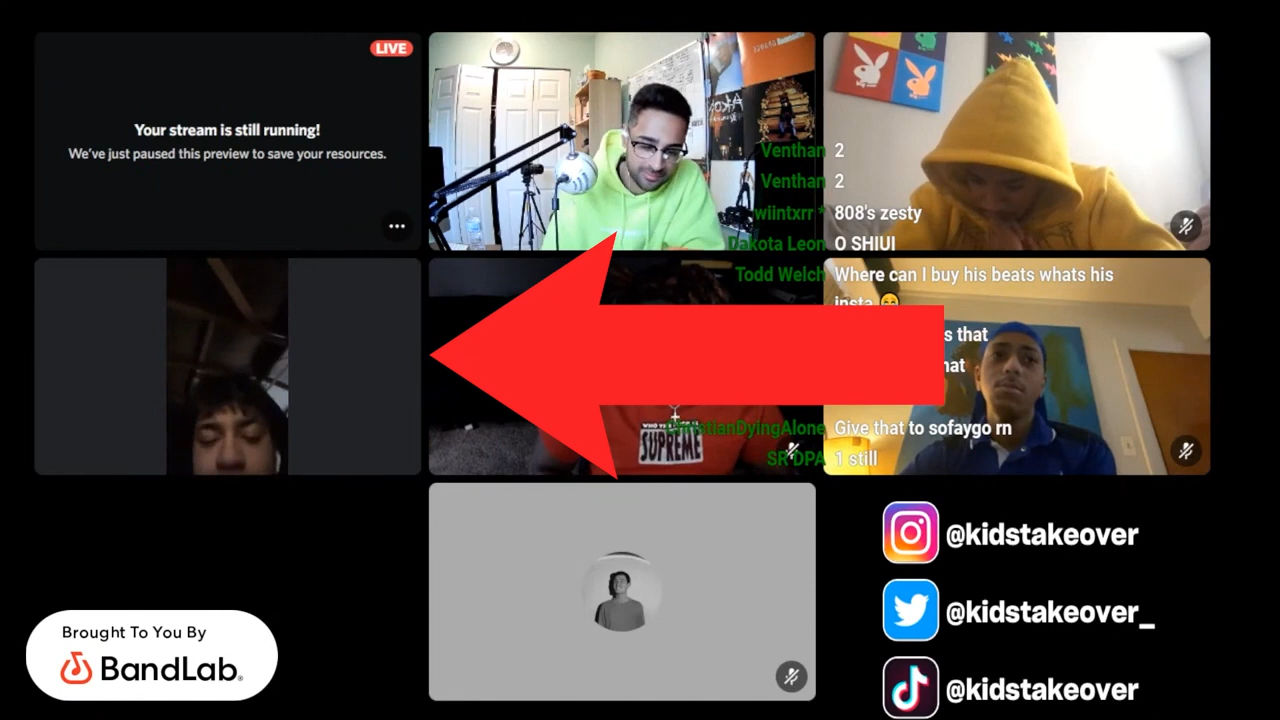 LIVE
Your stream is still running!
We've just paused this preview to save your resources.
Venthan 2
Venthan 2
wiintxrr * 808's zesty
Dakota Leon O SHIUI
Todd Welch Where can I buy his beats whats his
insta
that
ChristianDyingAlone Give that to sofaygo rn
SR DPA 1 still
SUPREME
@kidstakeover
@kidstakeover_
@kidstakeover
Brought To You By
BandLab